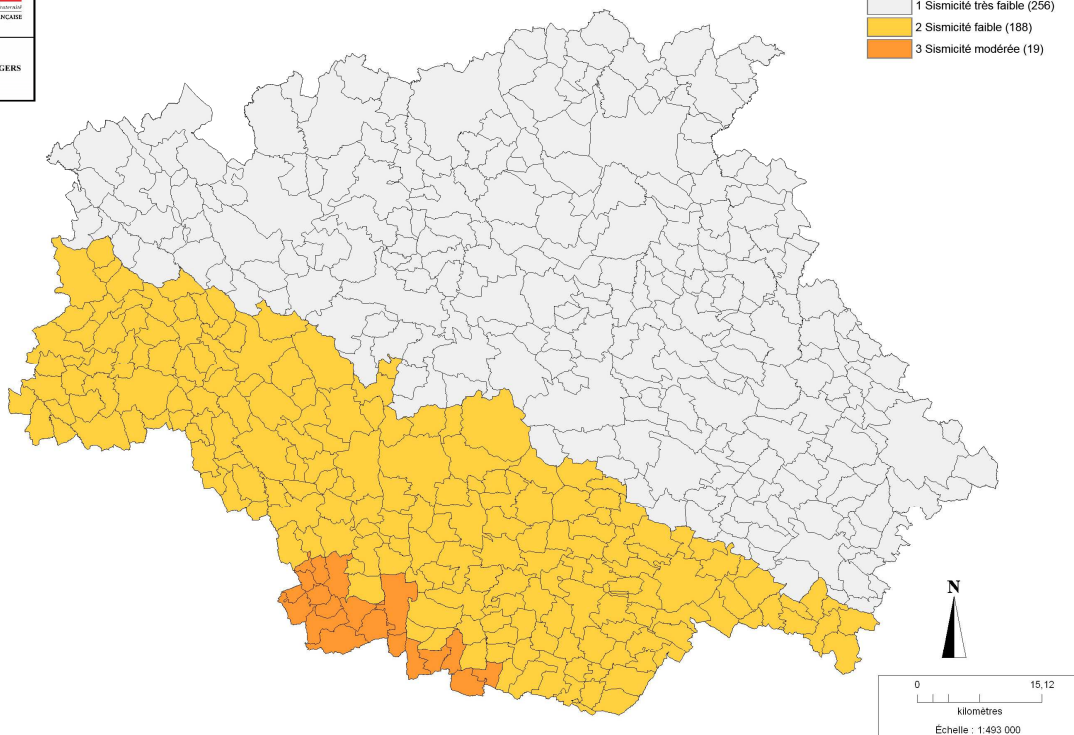 1 Sismicité très faible (256)
2 Sismicité faible (188)
3 Sismicité modérée (19)
GERS
N
0 15,12
kilomètres
Échelle : 1:493 000